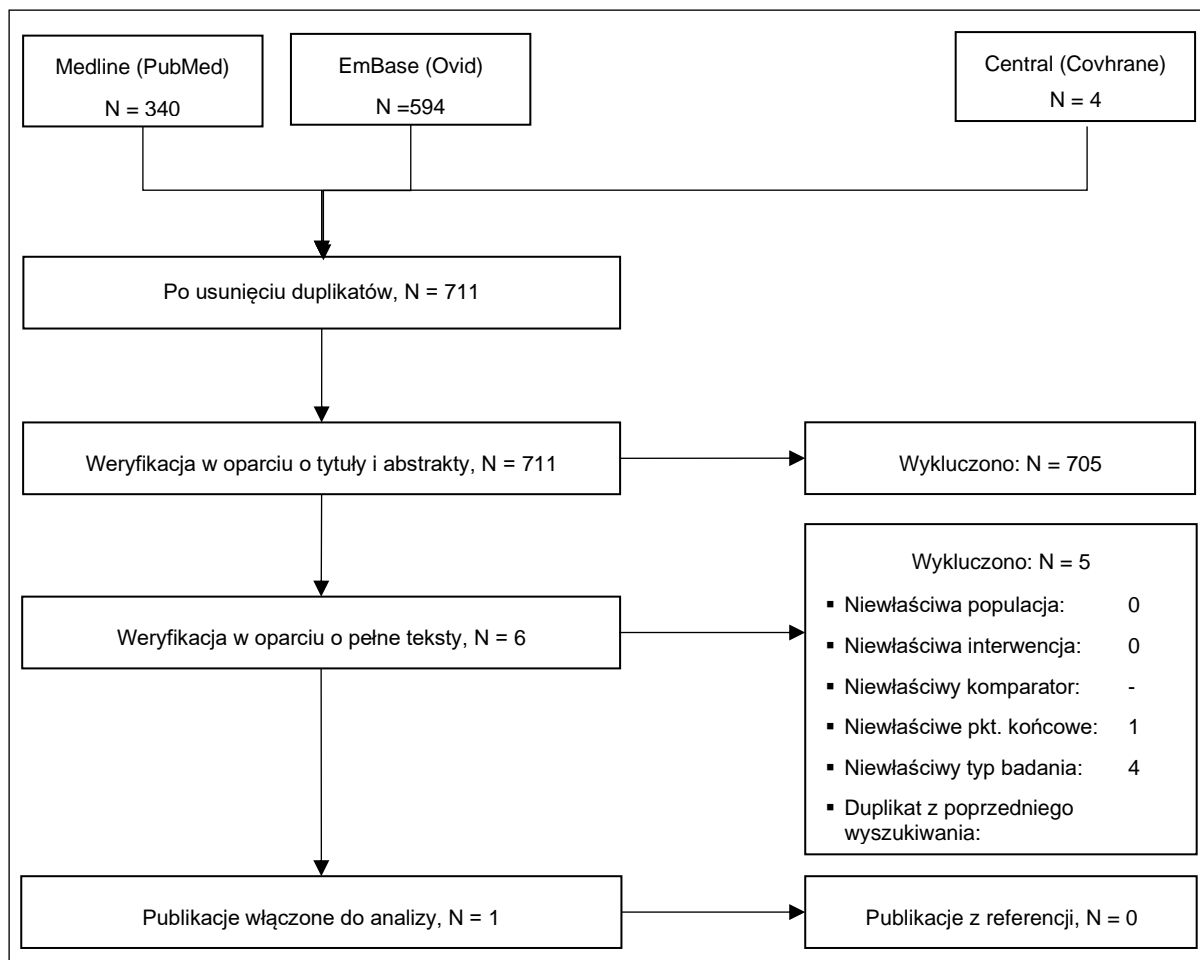 Medline (PubMed)
N = 340
EmBase (Ovid)
N =594
Central (Covhrane)
N = 4
Po usunięciu duplikatów, N = 711
Weryfikacja w oparciu o tytuły i abstrakty, N = 711
Wykluczono: N = 705
Weryfikacja w oparciu o pełne teksty, N = 6
Wykluczono: N = 5
▪ Niewłaściwa populacja: 0
▪ Niewłaściwa interwencja: 0
▪ Niewłaściwy komparator: -
▪ Niewłaściwe pkt. końcowe: 1
▪ Niewłaściwy typ badania: 4
▪ Duplikat z poprzedniego
wyszukiwania:
Publikacje włączone do analizy, N = 1
Publikacje z referencji, N = 0